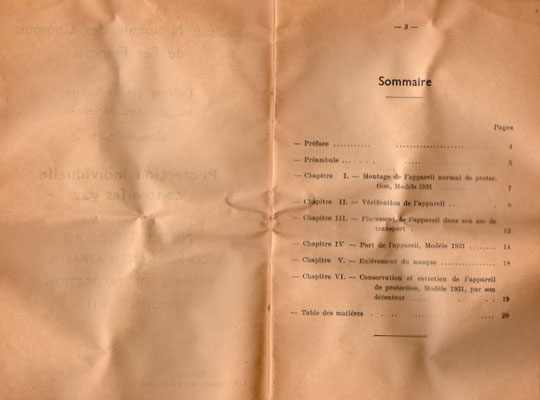 — 3 —
Sommaire
Pages
— Préface ........... ................... 4
— Préambule ... . . . ............... 5
— Chapitre I. — Montage de l'appareil normal de protec-
tion, Modèle 1931 ............... 7
— Chapitre II. — Vérification de l'appareil ...
— Chapitre III. — Placement de l'appareil dans son sac de
transport 13
— Chapitre IV — Port de l'appareil, Modèle 1931 ......... 14
— Chapitre V. — Enlèvement du masque ............ 18
— Chapitre VI. — Conservation et entretien de l'appareil
de protection, Modèle 1931, par son
détenteur .... . . . 19
— Table des matières . . . ........ 20